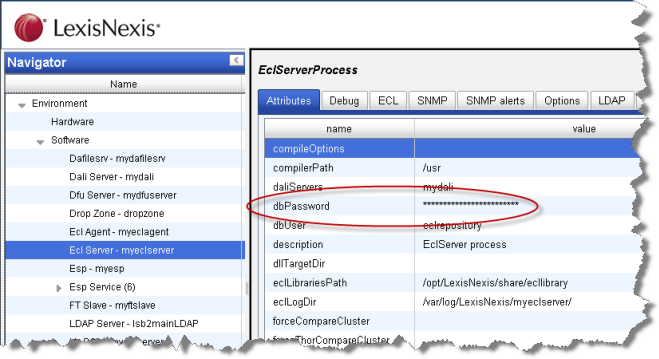 LexisNexis®
Navigator
<
Name
Environment
Hardware
Software
Dafilesrv - mydafilesrv
Dali Server - mydali
Dfu Server - mydfuserver
Drop Zone - dropzone
Ecl Agent - myeclagent
Ecl Server - myeclserver
Esp - myesp
Esp Service (6)
FT Slave - myftslave
LDAP Server - lsb2mainLDAP
EclServerProcess
Attributes Debug ECL SNMP SNMP alerts Options LDAP
name value
compileOptions
compilerPath /usr
daliServers mydali
dbPassword ************************
dbUser eclrepository
description EclServer process
dllTargetDir
eclLibrariesPath /opt/LexisNexis/share/ecllibrary
eclLogDir /var/log/LexisNexis/myeclserver/
forceCompareCluster